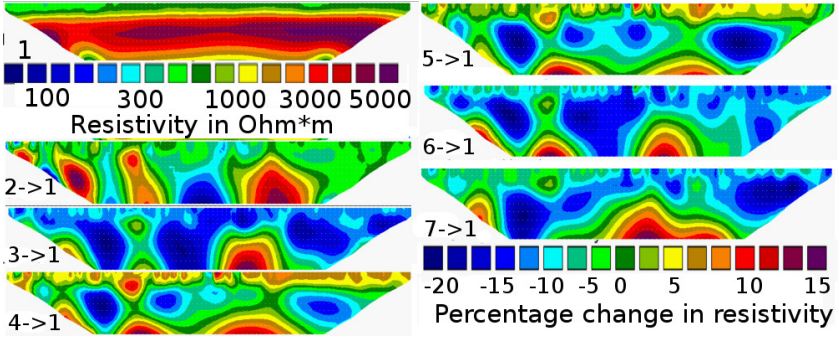 1
100 300 1000 3000 5000
Resistivity in Ohm*m
2->1
3->1
4->1
5->1
6->1
7->1
-20 -15 -10 -5 0 5 10 15
Percentage change in resistivity